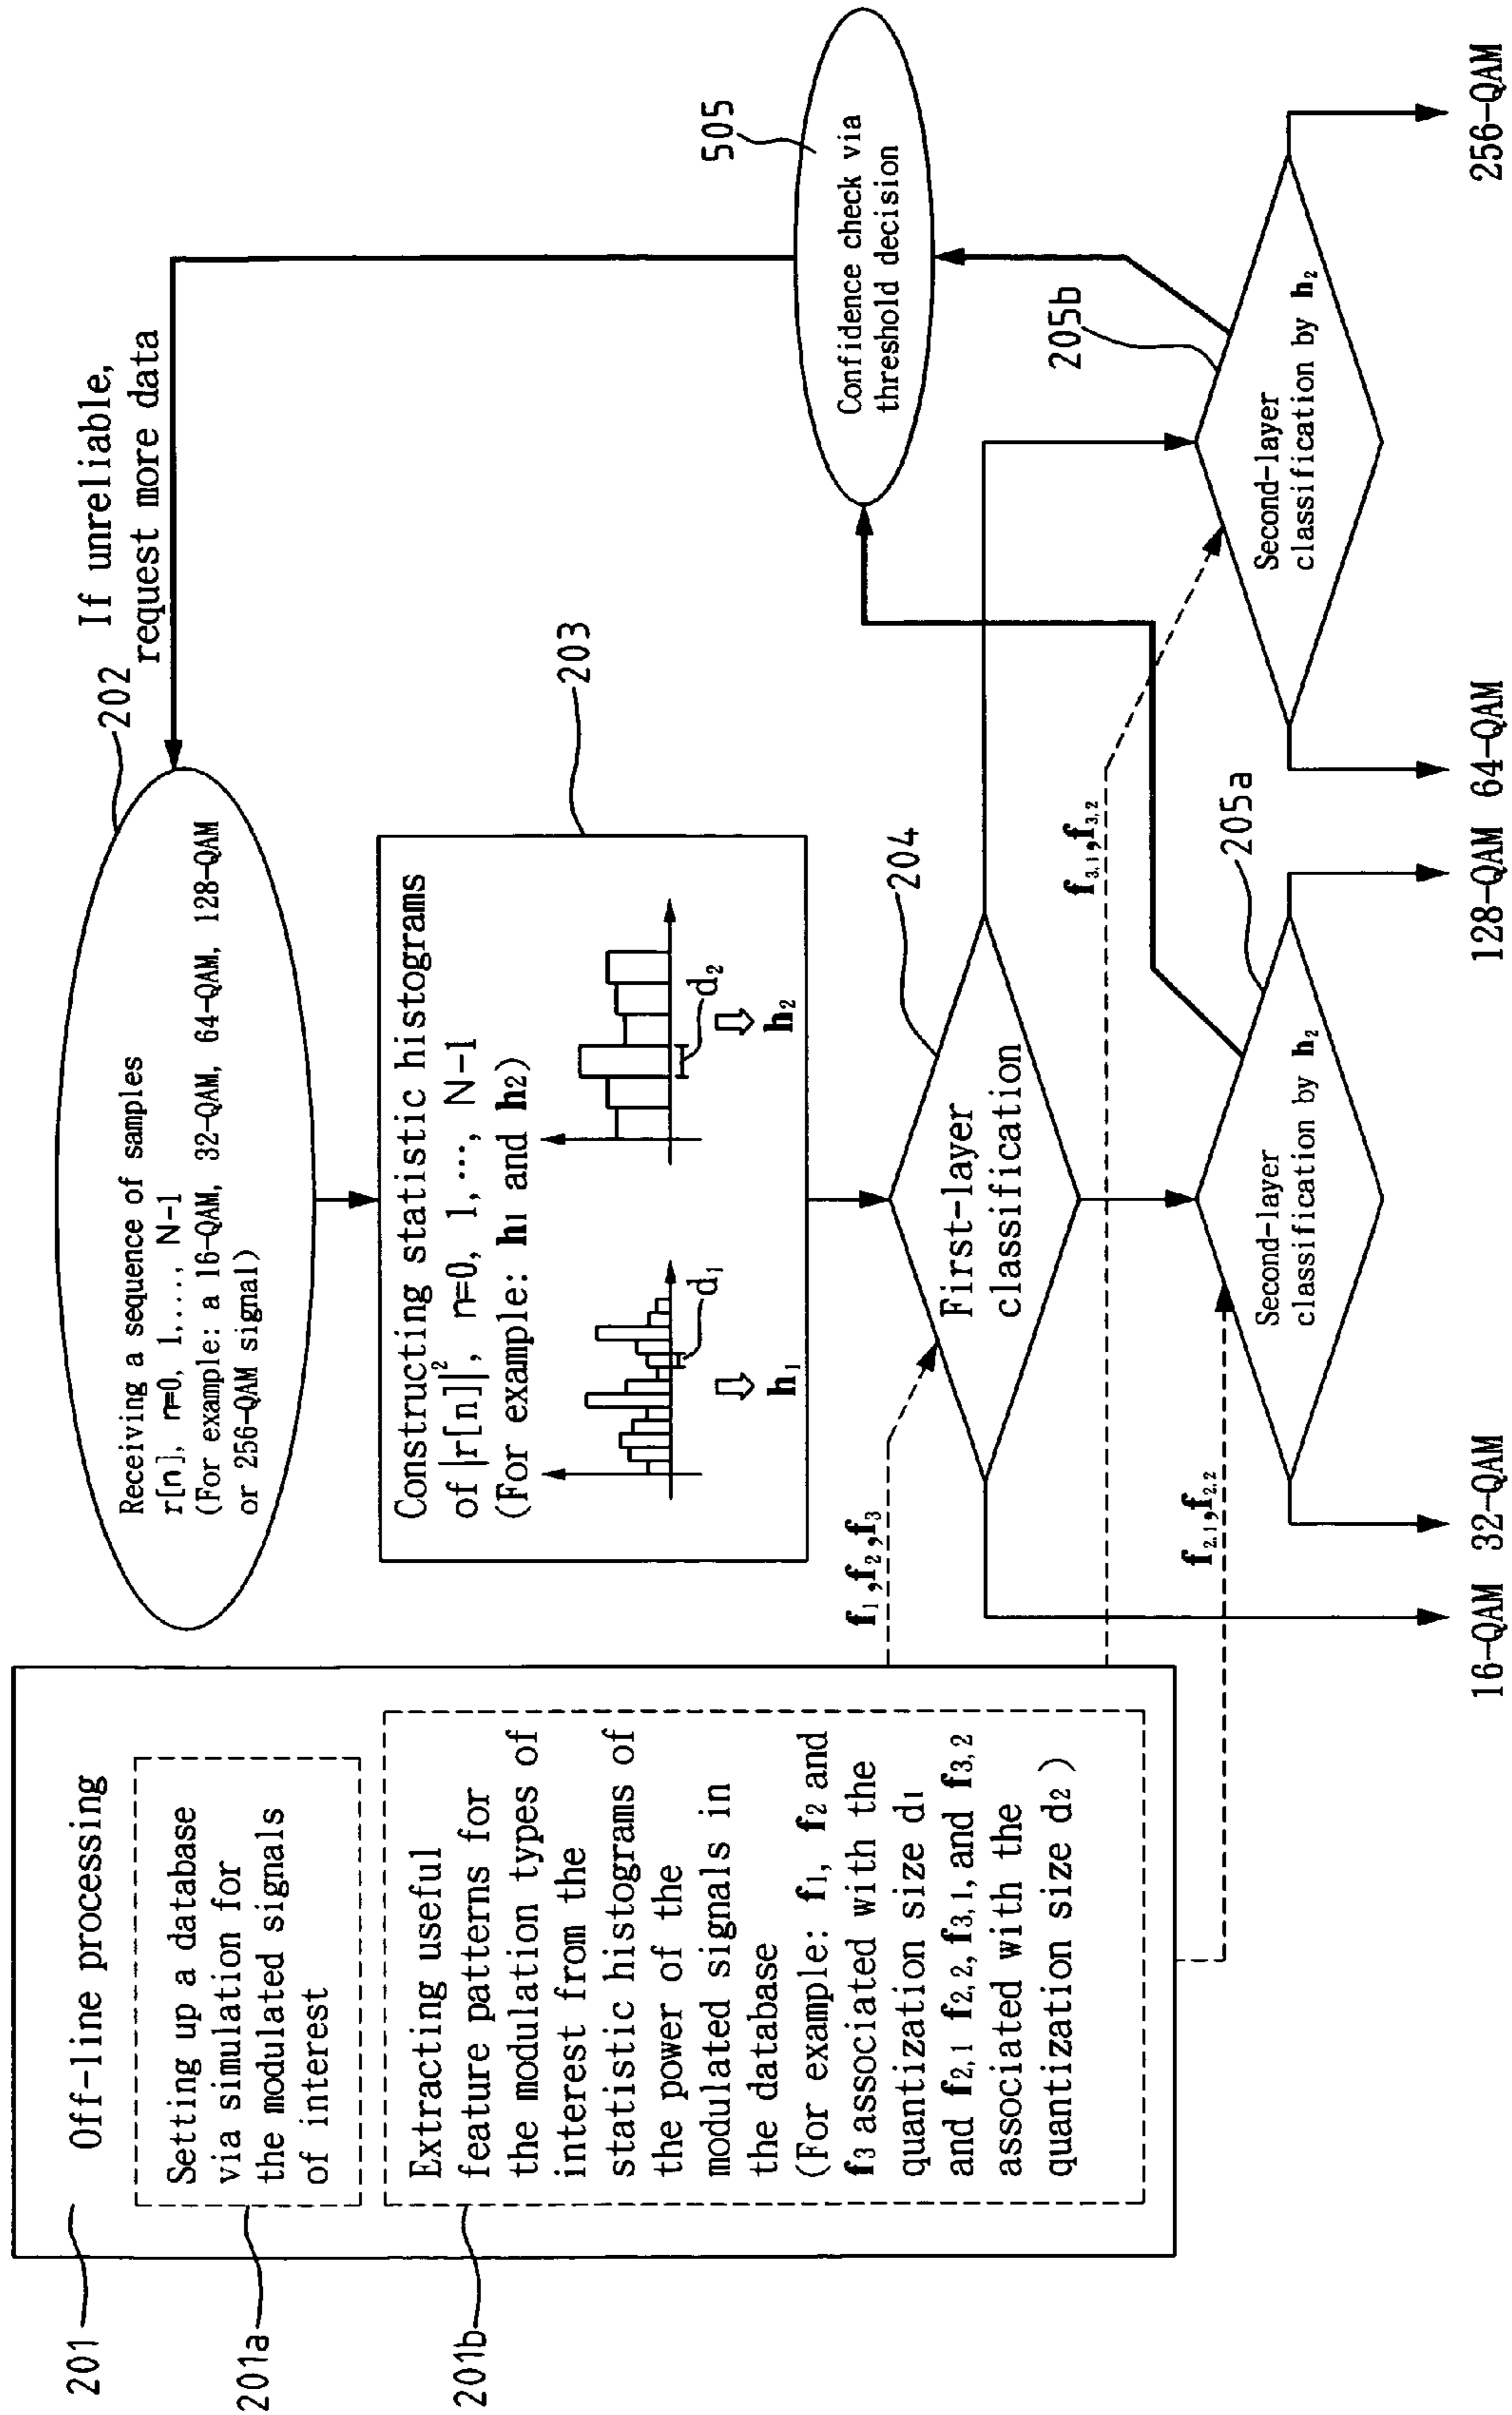 201
Off-line processing
201a
Setting up a database
via simulation for
the modulated signals
of interest
201b
Extracting useful
feature patterns for
the modulation types of
interest from the
statistic histograms of
the power of the
modulated signals in
the database
(For example: f1, f2 and
f3 associated with the
quantization size d1
and f2,1 f2,2, f3,1, and f3,2
associated with the
quantization size d2 )
202
Receiving a sequence of samples
r[n], n=0, 1,..., N-1
(For example: a 16-QAM, 32-QAM, 64-QAM, 128-QAM
or 256-QAM signal)
If unreliable,
request more data
203
Constructing statistic histograms
of |r[n]|², n=0, 1, ···, N-1
(For example: h1 and h2)
d1
h1
d2
h2
f1,f2,f3
204
First-layer
classification
f3,1,f3,2
f2,1,f2,2
505
Confidence check via
threshold decision
205a
Second-layer
classification by h2
205b
Second-layer
classification by h2
16-QAM
32-QAM
128-QAM
64-QAM
256-QAM